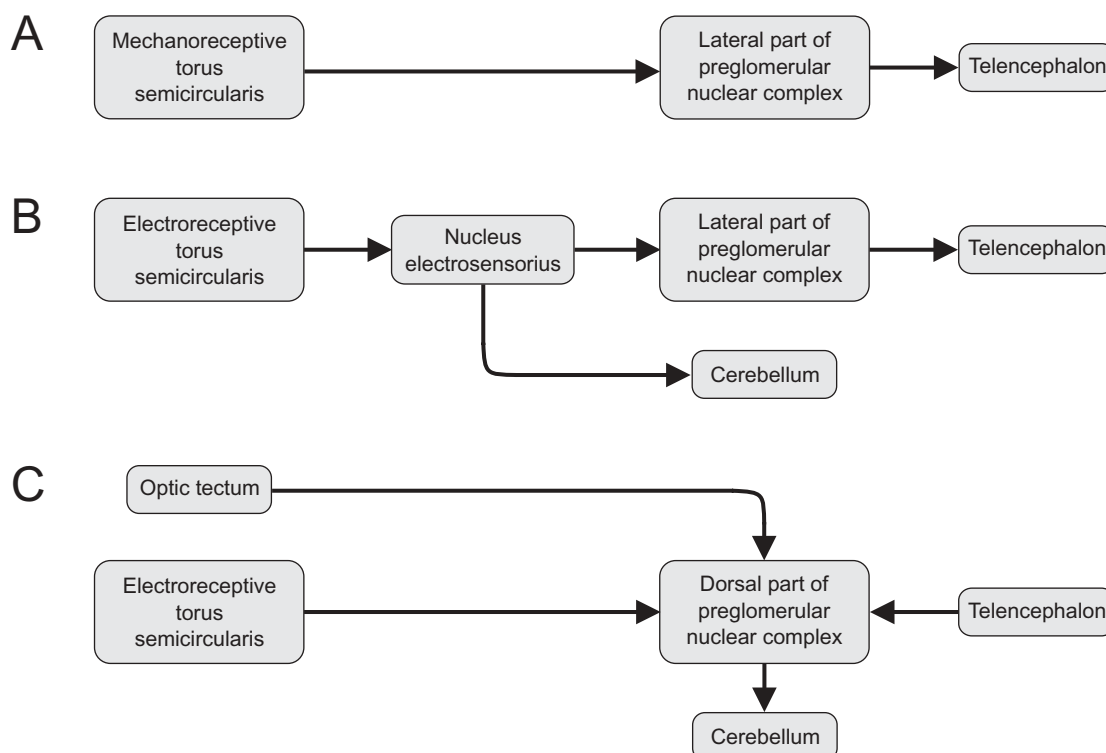 A
Mechanoreceptive
torus
semicircularis
Lateral part of
preglomerular
nuclear complex
Telencephalon
B
Electroreceptive
torus
semicircularis
Nucleus
electrosensorius
Lateral part of
preglomerular
nuclear complex
Telencephalon
Cerebellum
C
Optic tectum
Electroreceptive
torus
semicircularis
Dorsal part of
preglomerular
nuclear complex
Telencephalon
Cerebellum